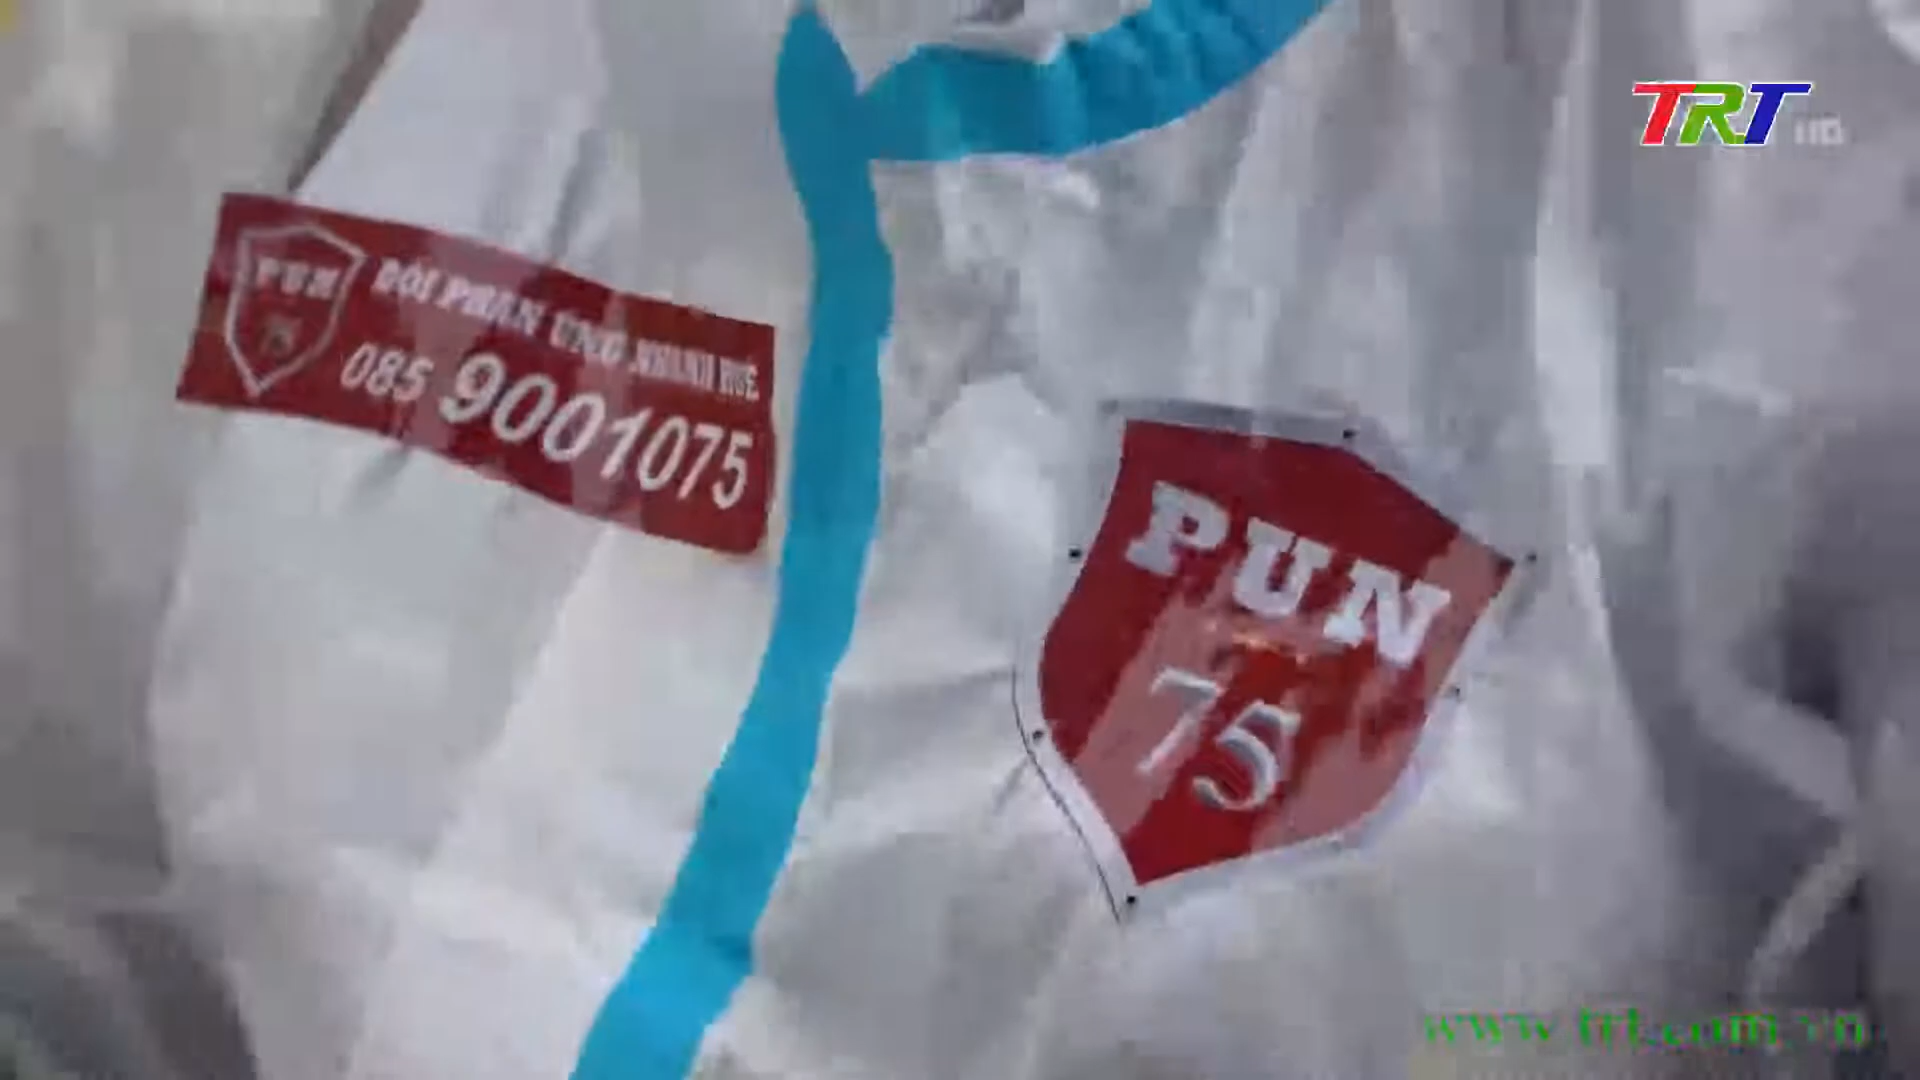 TRT HD
PUN
75
ĐỘI PHẢN ỨNG NHANH HUẾ
085 9001075
PUN
75
www.trt.com.vn